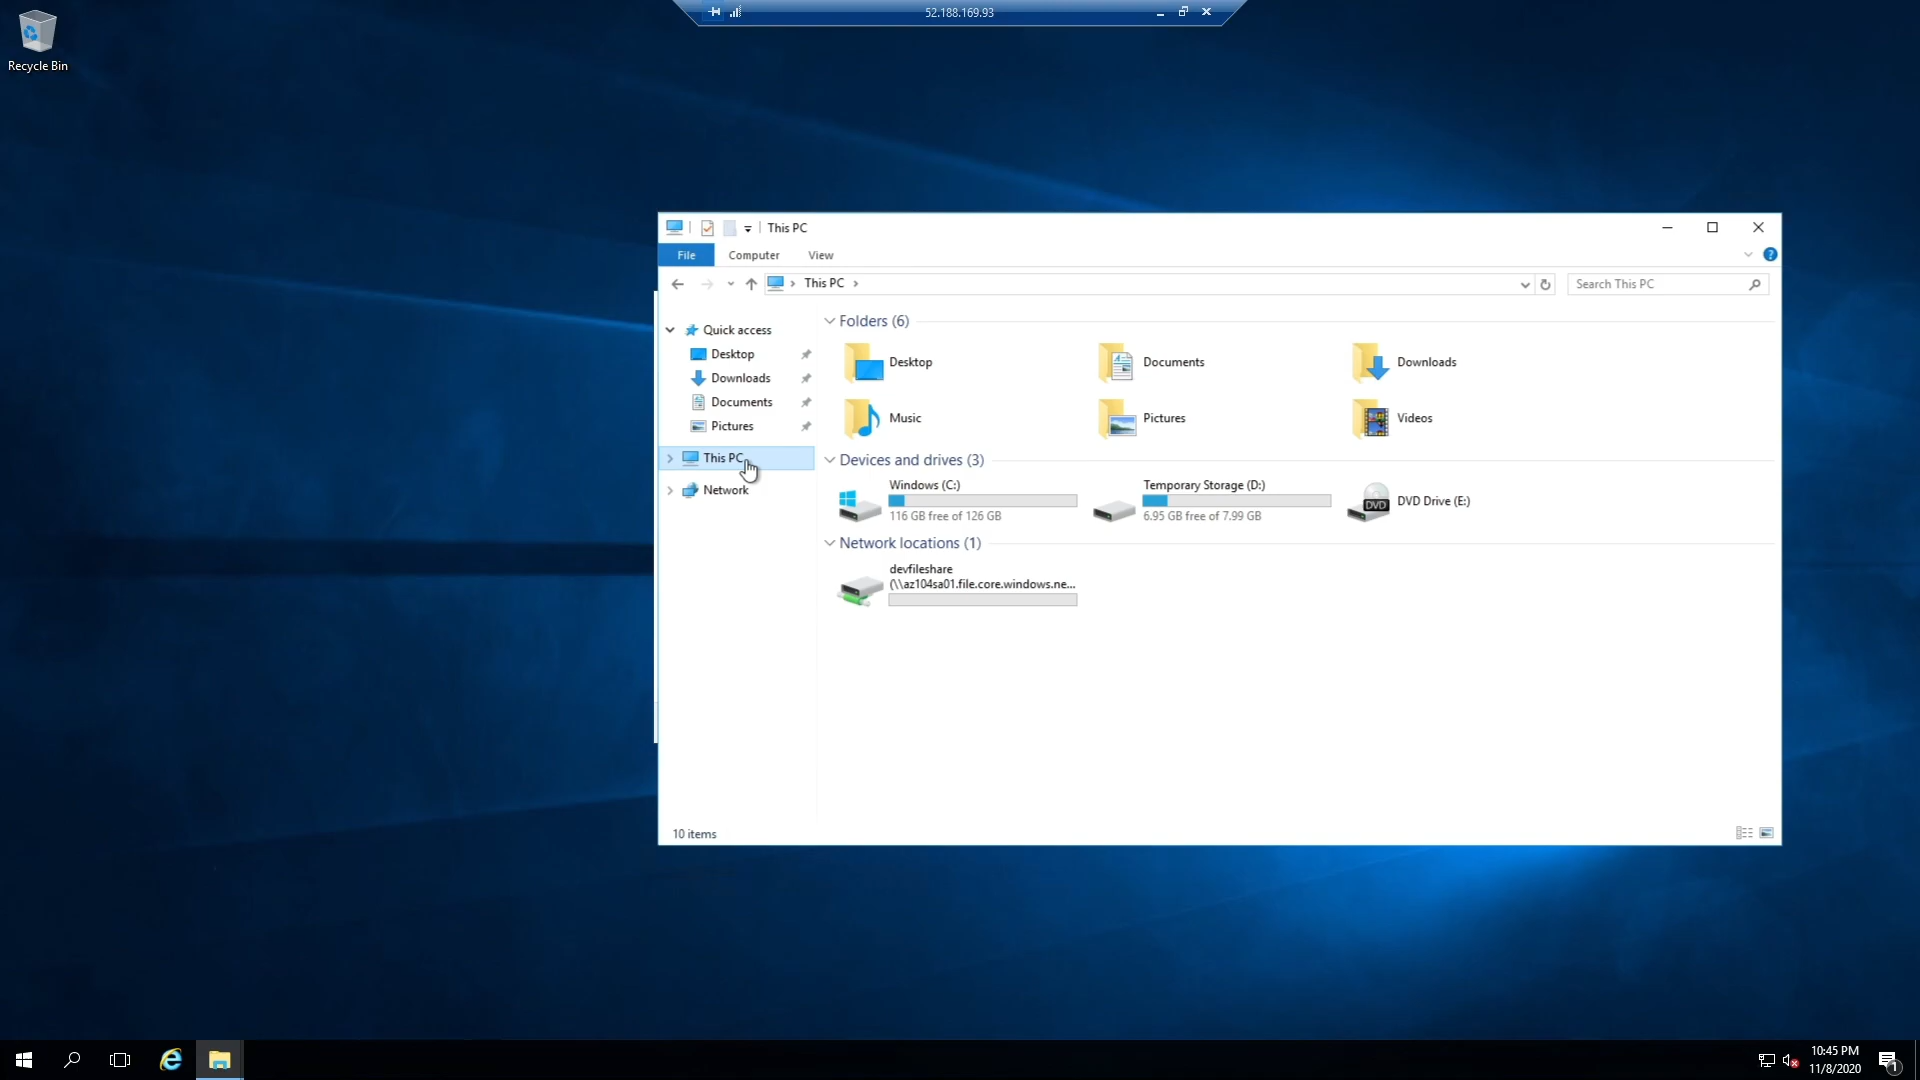 52.188.169.93
Recycle Bin
This PC
File
Computer
View
This PC
Search This PC
Quick access
Desktop
Downloads
Documents
Pictures
This PC
Network
Folders (6)
Desktop
Documents
Downloads
Music
Pictures
Videos
Devices and drives (3)
Windows (C:)
116 GB free of 126 GB
Temporary Storage (D:)
6.95 GB free of 7.99 GB
DVD
DVD Drive (E:)
Network locations (1)
devfileshare
(\\az104sa01.file.core.windows.ne...
10 items
10:45 PM
11/8/2020
1